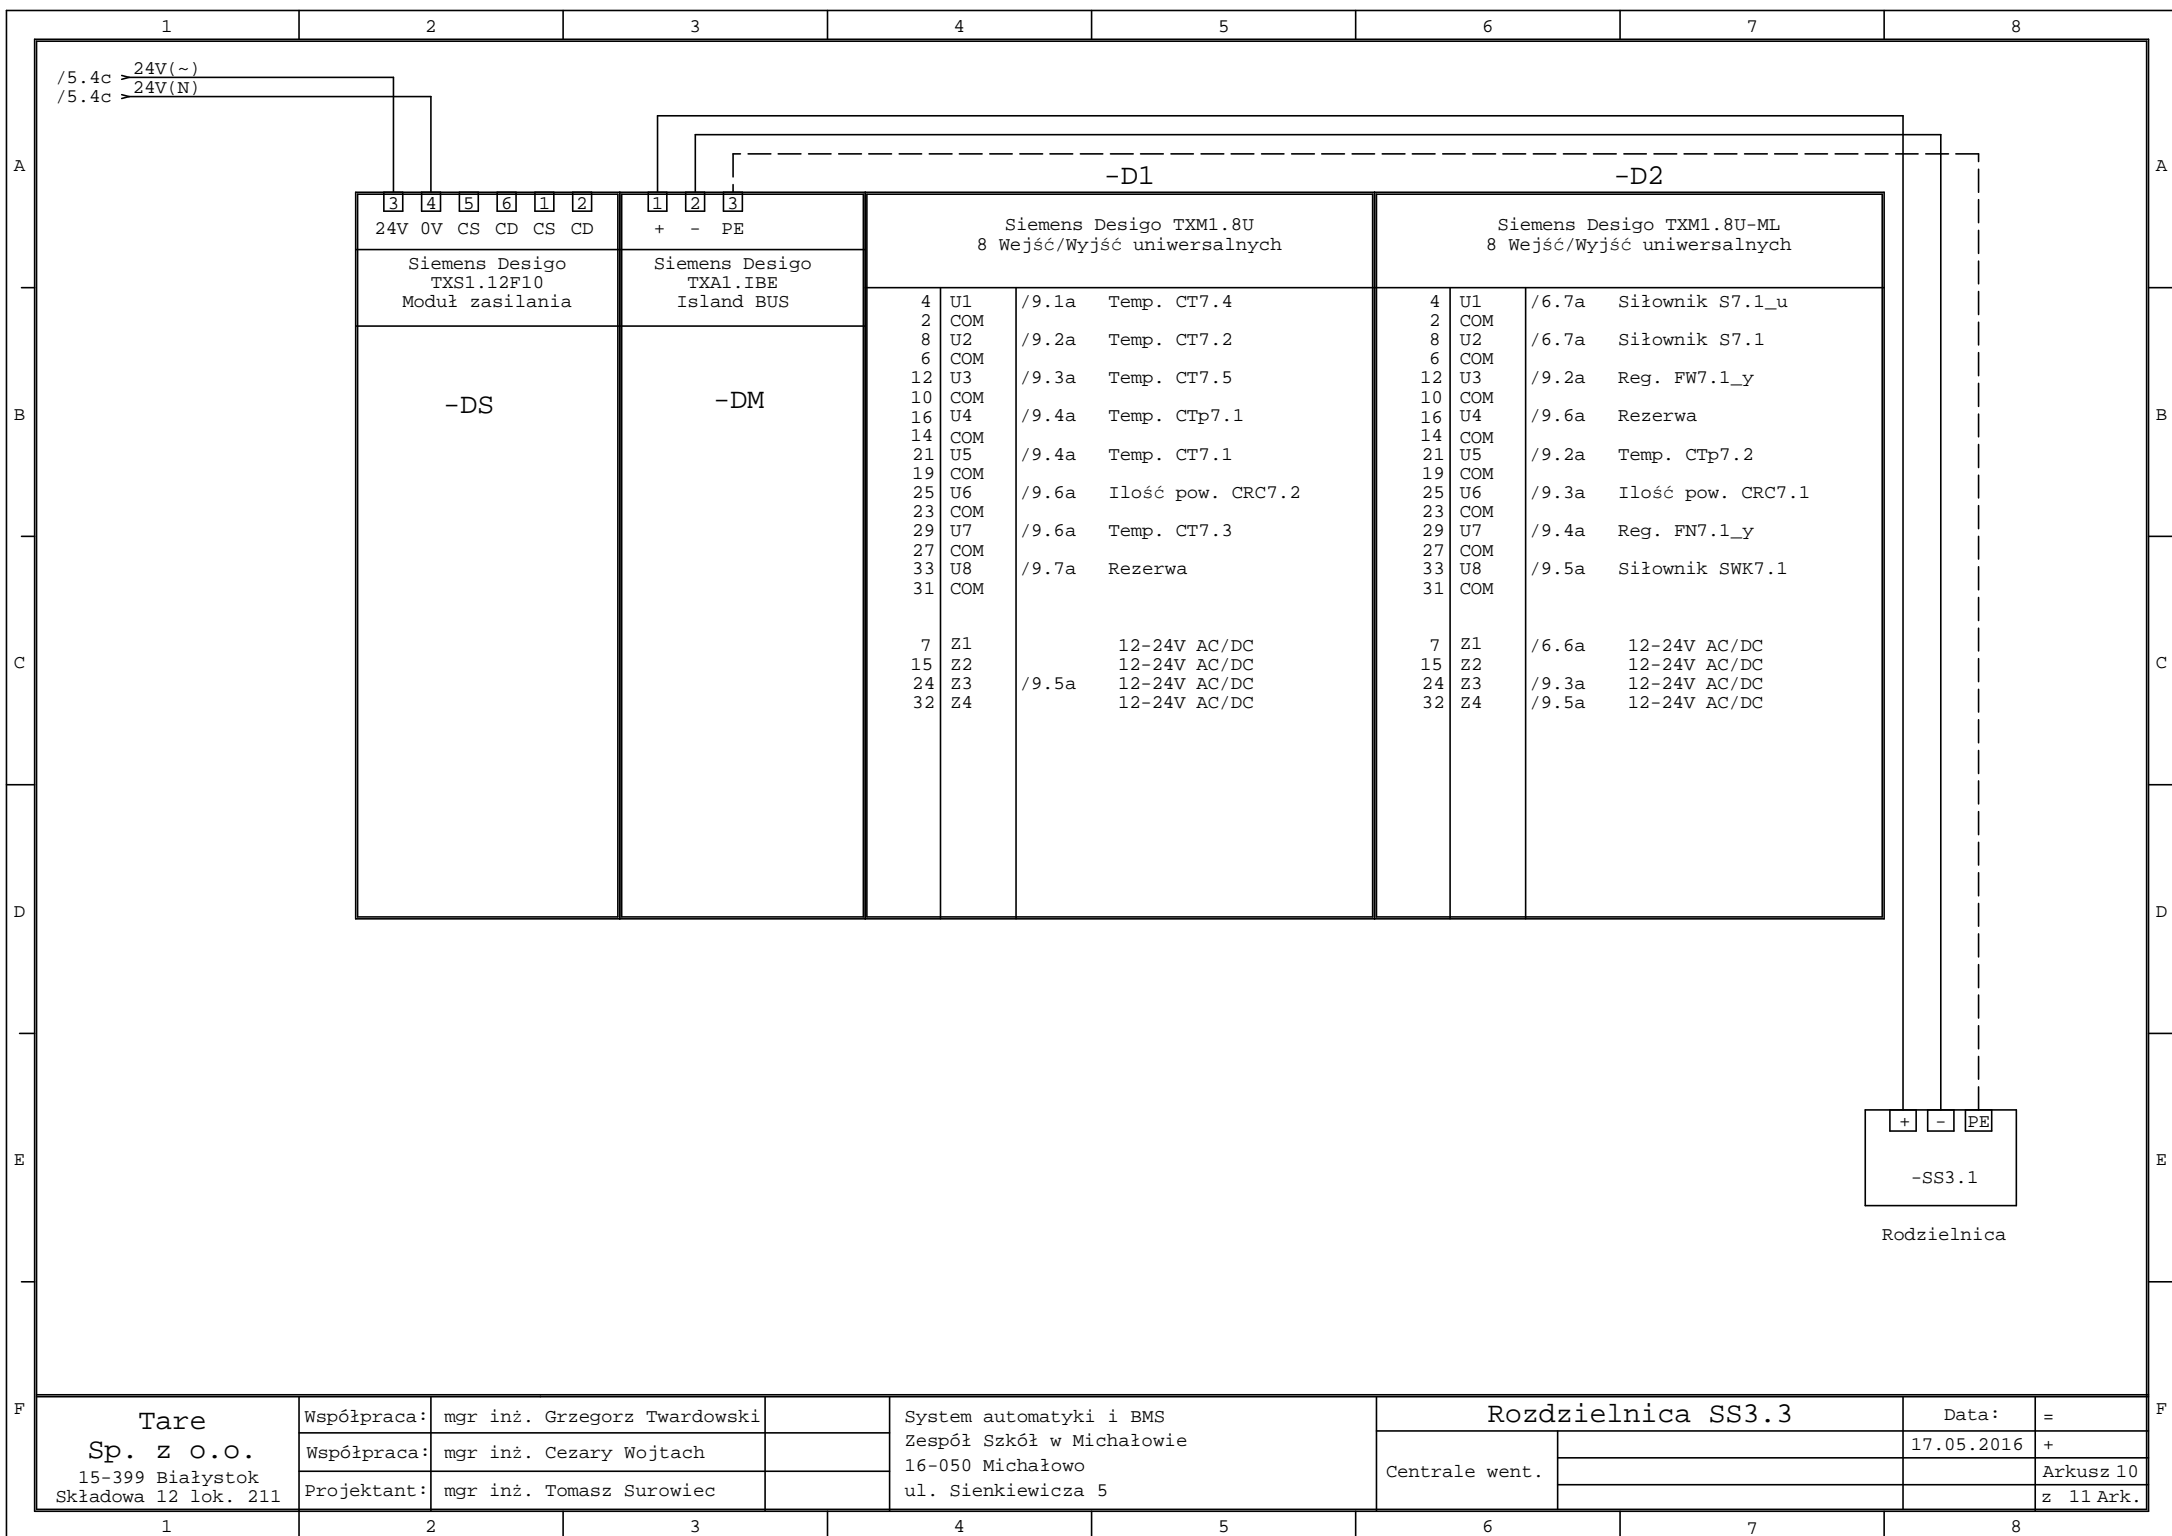 1 2 3 4 5 6 7 8
/5.4c 24V(~)
/5.4c 24V(N)
A A
-D1 -D2
3 4 5 6 1 2
24V 0V CS CD CS CD
Siemens Desigo
TXS1.12F10
Moduł zasilania
-DS
1 2 3
+ - PE
Siemens Desigo
TXA1.IBE
Island BUS
-DM
Siemens Desigo TXM1.8U
8 Wejść/Wyjść uniwersalnych
4 U1 /9.1a Temp. CT7.4
2 COM
8 U2 /9.2a Temp. CT7.2
6 COM
12 U3 /9.3a Temp. CT7.5
10 COM
16 U4 /9.4a Temp. CTp7.1
14 COM
21 U5 /9.4a Temp. CT7.1
19 COM
25 U6 /9.6a Ilość pow. CRC7.2
23 COM
29 U7 /9.6a Temp. CT7.3
27 COM
33 U8 /9.7a Rezerwa
31 COM
7 Z1 12-24V AC/DC
15 Z2 12-24V AC/DC
24 Z3 /9.5a 12-24V AC/DC
32 Z4 12-24V AC/DC
Siemens Desigo TXM1.8U-ML
8 Wejść/Wyjść uniwersalnych
4 U1 /6.7a Siłownik S7.1_u
2 COM
8 U2 /6.7a Siłownik S7.1
6 COM
12 U3 /9.2a Reg. FW7.1_y
10 COM
16 U4 /9.6a Rezerwa
14 COM
21 U5 /9.2a Temp. CTp7.2
19 COM
25 U6 /9.3a Ilość pow. CRC7.1
23 COM
29 U7 /9.4a Reg. FN7.1_y
27 COM
33 U8 /9.5a Siłownik SWK7.1
31 COM
7 Z1 /6.6a 12-24V AC/DC
15 Z2 12-24V AC/DC
24 Z3 /9.3a 12-24V AC/DC
32 Z4 /9.5a 12-24V AC/DC
B B
C C
D D
+ - PE
E E
-SS3.1
Rodzielnica
F F
Tare
Sp. z o.o.
15-399 Białystok
Składowa 12 lok. 211
Współpraca: mgr inż. Grzegorz Twardowski
Współpraca: mgr inż. Cezary Wojtach
Projektant: mgr inż. Tomasz Surowiec
System automatyki i BMS
Zespół Szkół w Michałowie
16-050 Michałowo
ul. Sienkiewicza 5
Rozdzielnica SS3.3
Centrale went.
Data: =
17.05.2016 +
Arkusz 10
z 11 Ark.
1 2 3 4 5 6 7 8